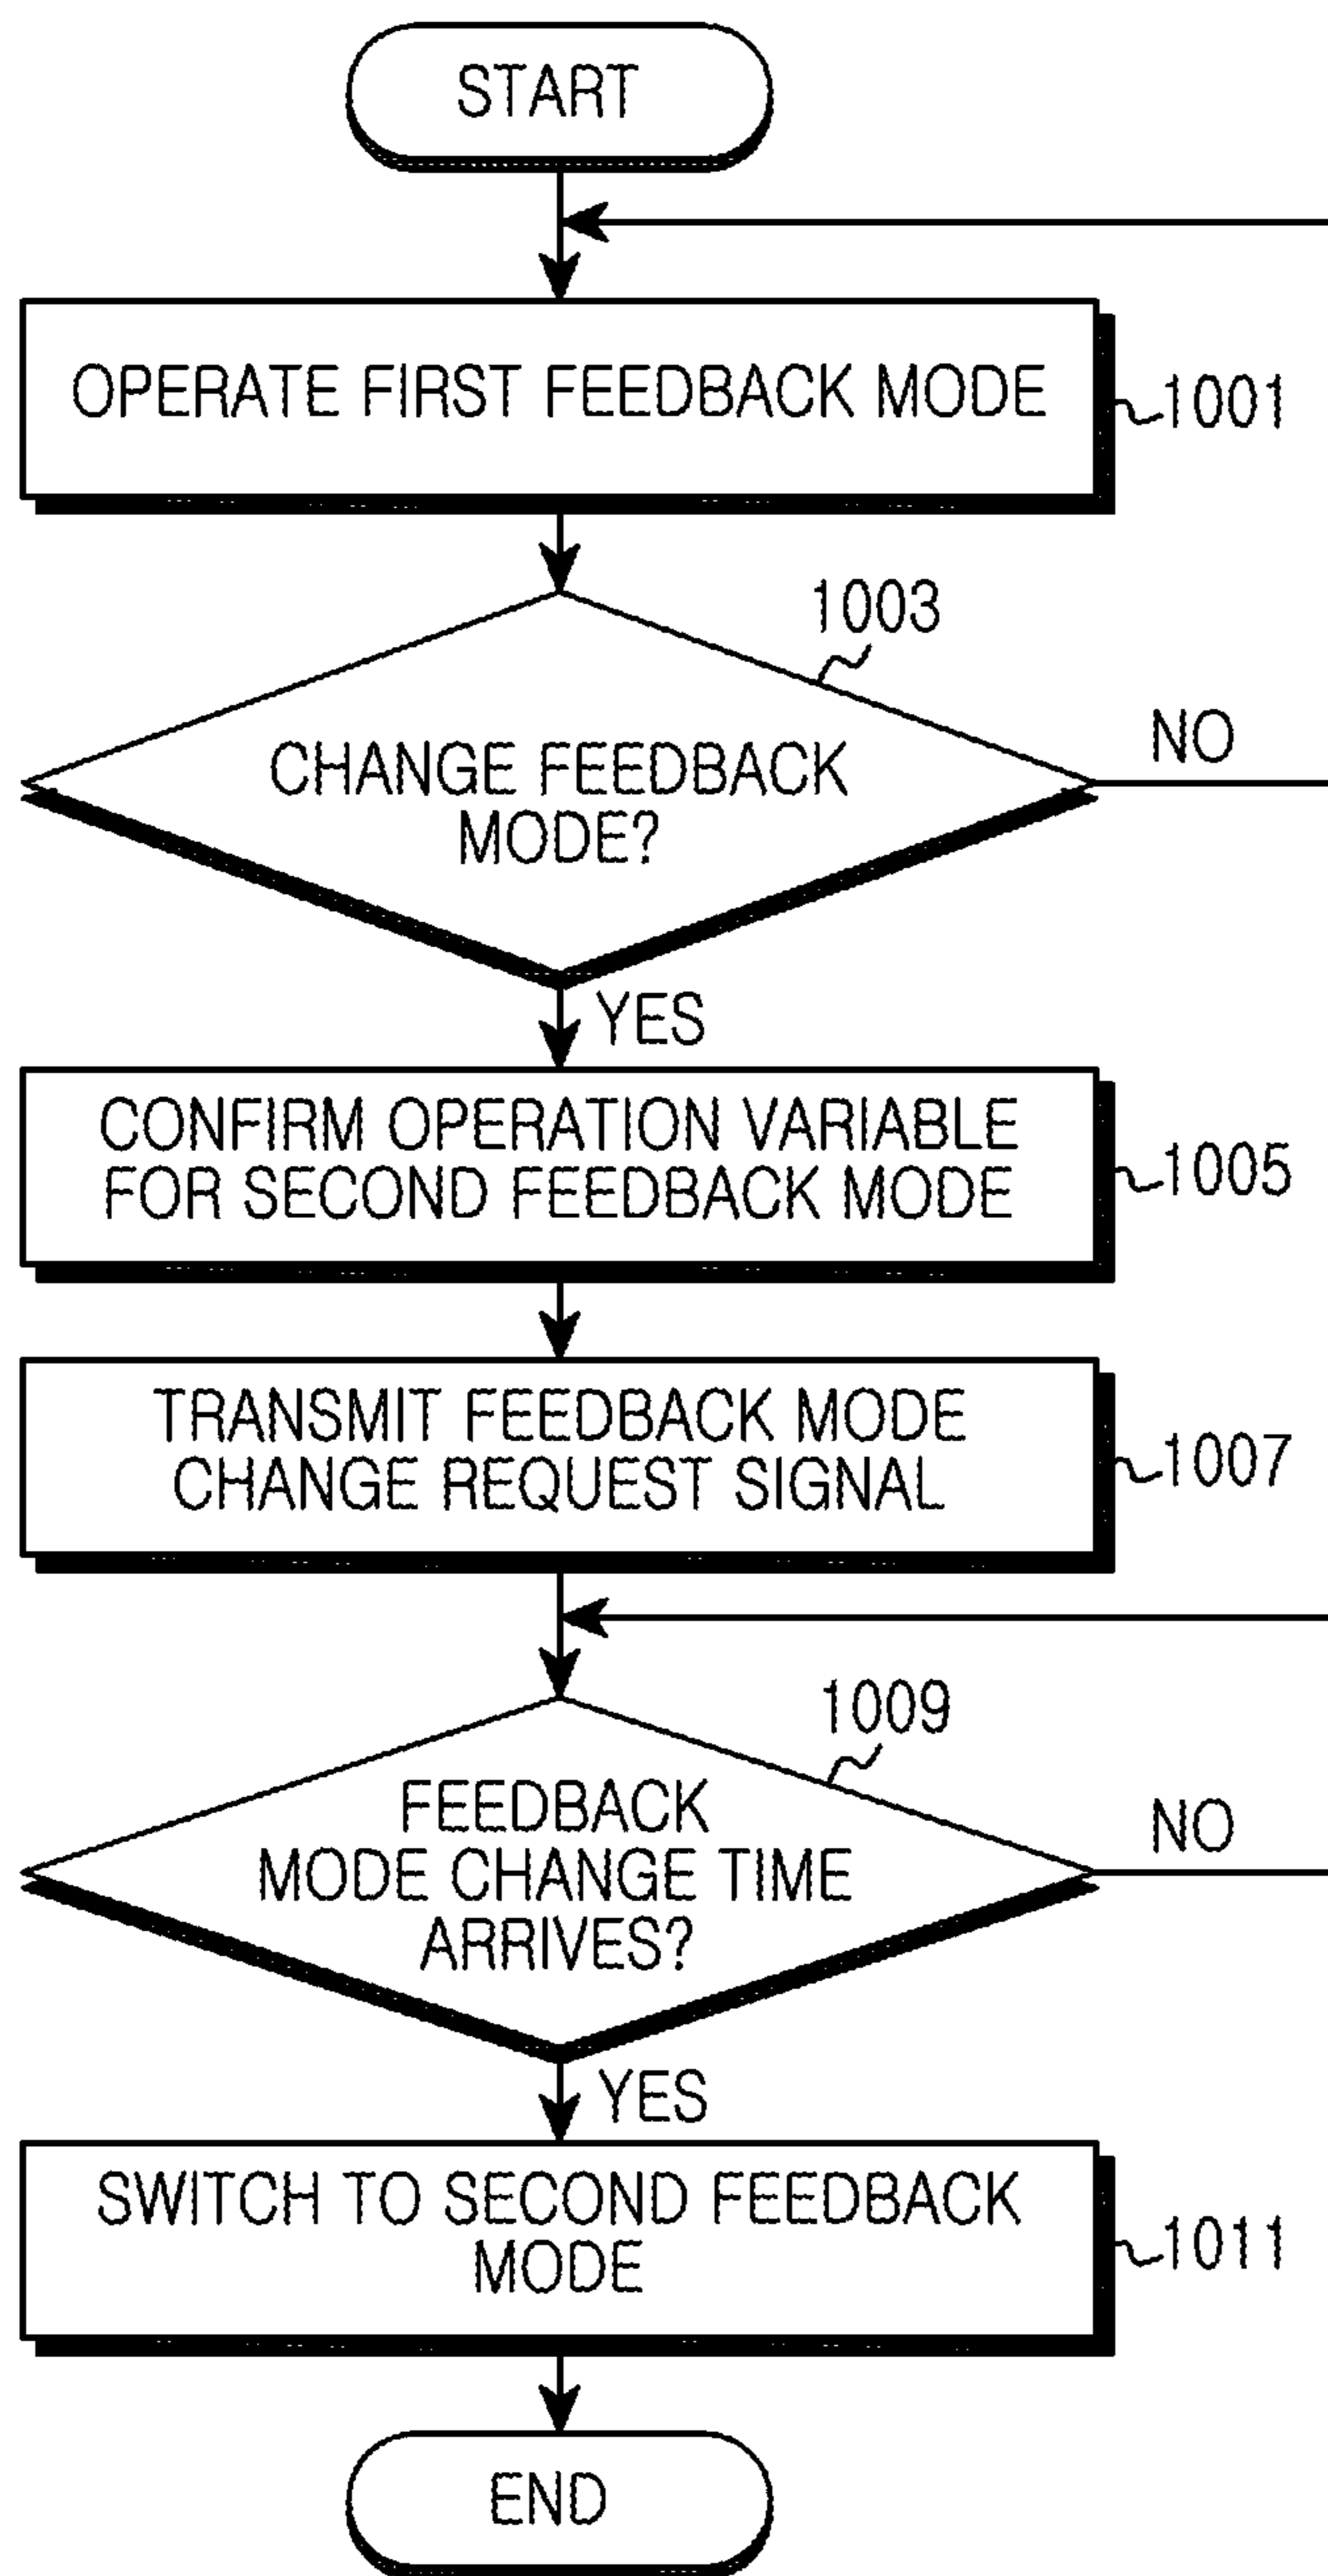 START
OPERATE FIRST FEEDBACK MODE
1001
1003
CHANGE FEEDBACK
MODE?
NO
YES
CONFIRM OPERATION VARIABLE
FOR SECOND FEEDBACK MODE
1005
TRANSMIT FEEDBACK MODE
CHANGE REQUEST SIGNAL
1007
1009
FEEDBACK
MODE CHANGE TIME
ARRIVES?
NO
YES
SWITCH TO SECOND FEEDBACK
MODE
1011
END